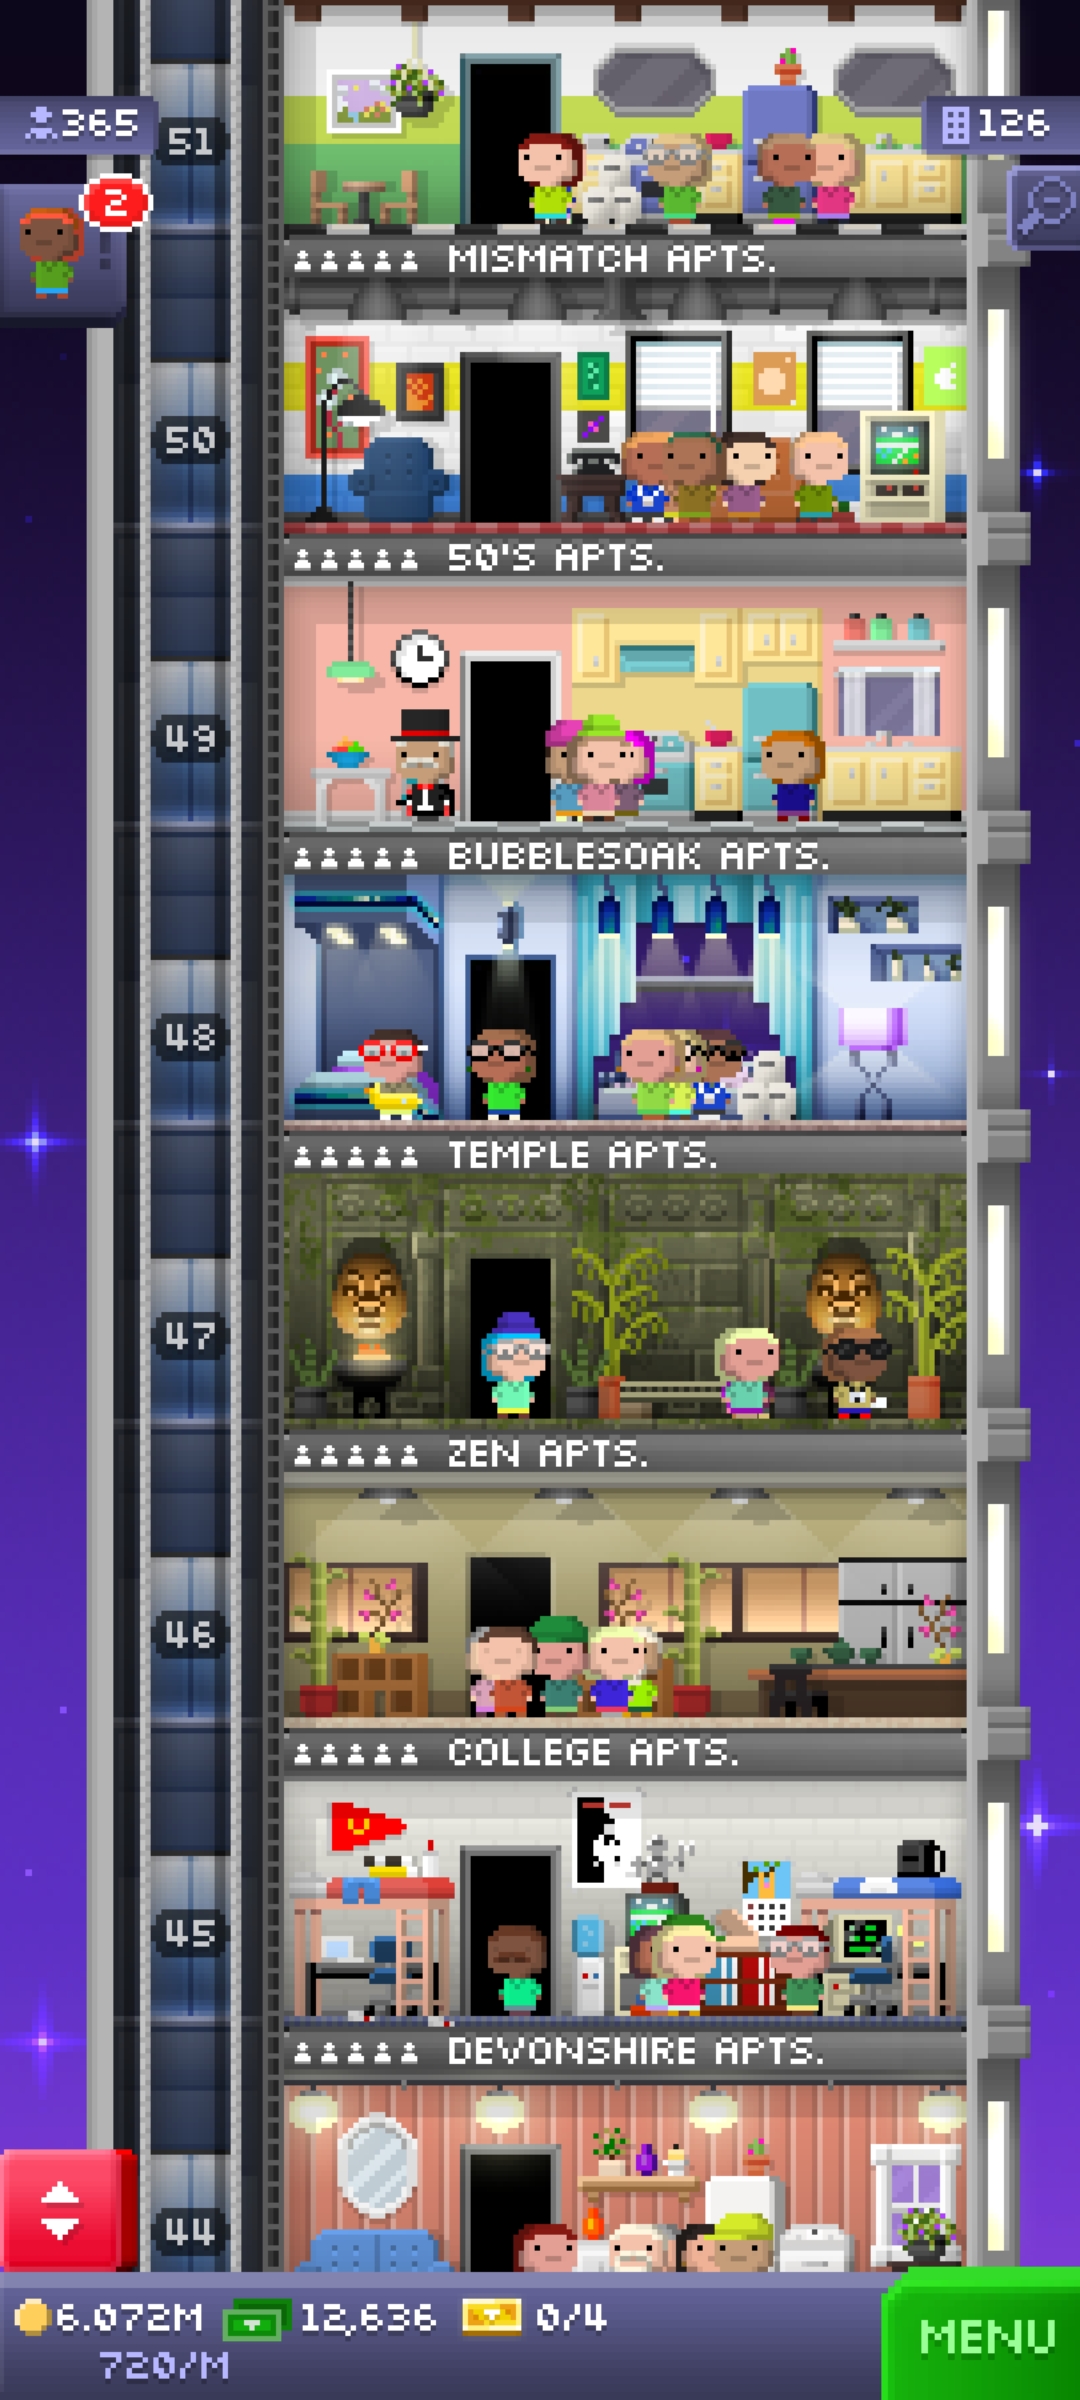 365
51
126
2
MISMATCH APTS.
50
50'S APTS.
49
BUBBLESOAK APTS.
48
TEMPLE APTS.
47
ZEN APTS.
46
COLLEGE APTS.
45
DEVONSHIRE APTS.
44
6.072M 12,636 0/4
720/M
MENU